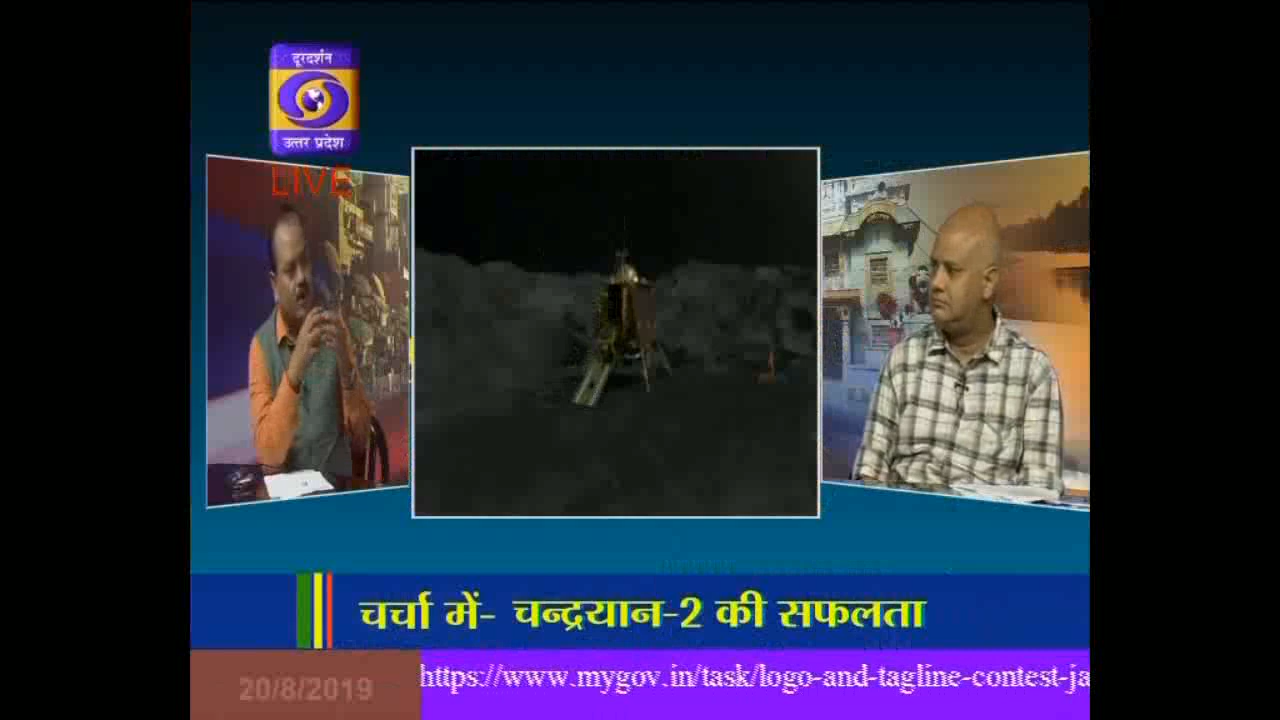 दूरदर्शन
उत्तर प्रदेश
LIVE
चर्चा में- चन्द्रयान-2 की सफलता
20/8/2019
https://www.mygov.in/task/logo-and-tagline-contest-ja